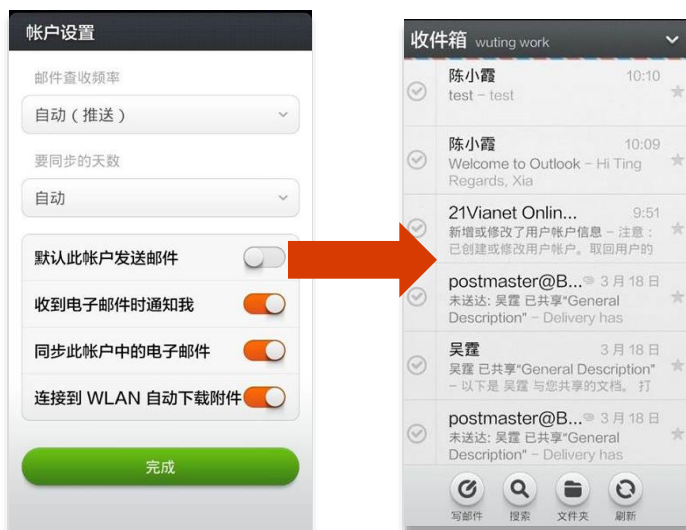 帐户设置
邮件查收频率
自动（推送）
要同步的天数
自动
默认此帐户发送邮件
收到电子邮件时通知我
同步此帐户中的电子邮件
连接到 WLAN 自动下载附件
完成
收件箱 wuting work
陈小霞 10:10
test – test
陈小霞 10:09
Welcome to Outlook – Hi Ting
Regards, Xia
21Vianet Onlin... 9:51
新增或修改了用户帐户信息 – 注意：
已创建或修改用户帐户。取回用户的
postmaster@B... 3 月 18 日
未送达: 吴霆 已共享"General
Description" – Delivery has
吴霆 3 月 18 日
吴霆 已共享"General Description"
– 以下是 吴霆 与您共享的文档。 打
postmaster@B... 3 月 18 日
未送达: 吴霆 已共享"General
Description" – Delivery has
写邮件 搜索 文件夹 刷新